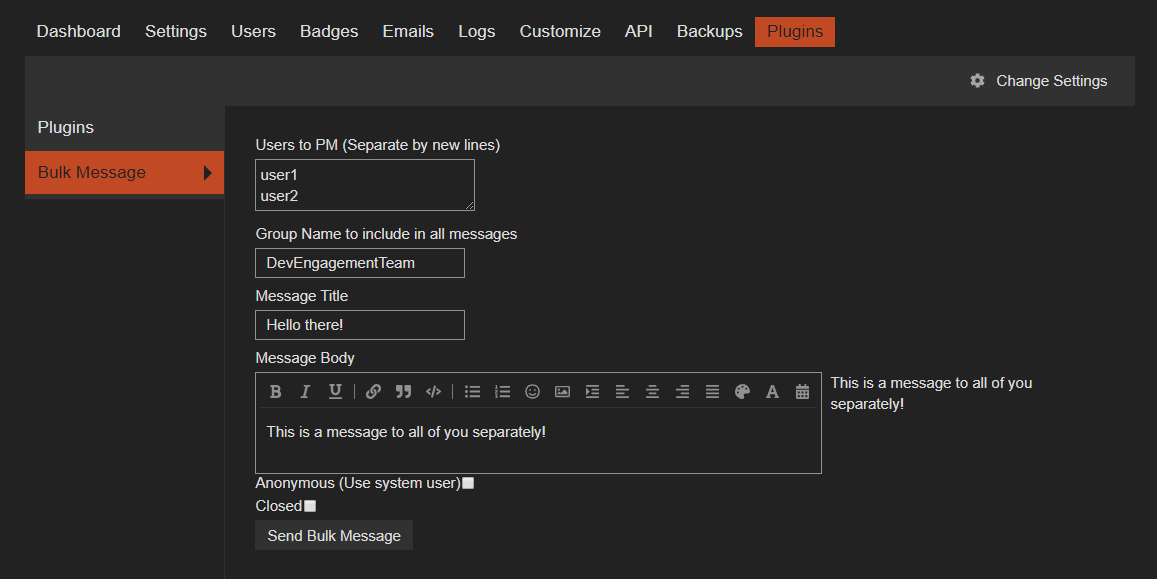 Dashboard Settings Users Badges Emails Logs Customize API Backups Plugins
Change Settings
Plugins
Bulk Message
Users to PM (Separate by new lines)
user1
user2
Group Name to include in all messages
DevEngagementTeam
Message Title
Hello there!
Message Body
This is a message to all of you separately!
This is a message to all of you
separately!
Anonymous (Use system user)
Closed
Send Bulk Message